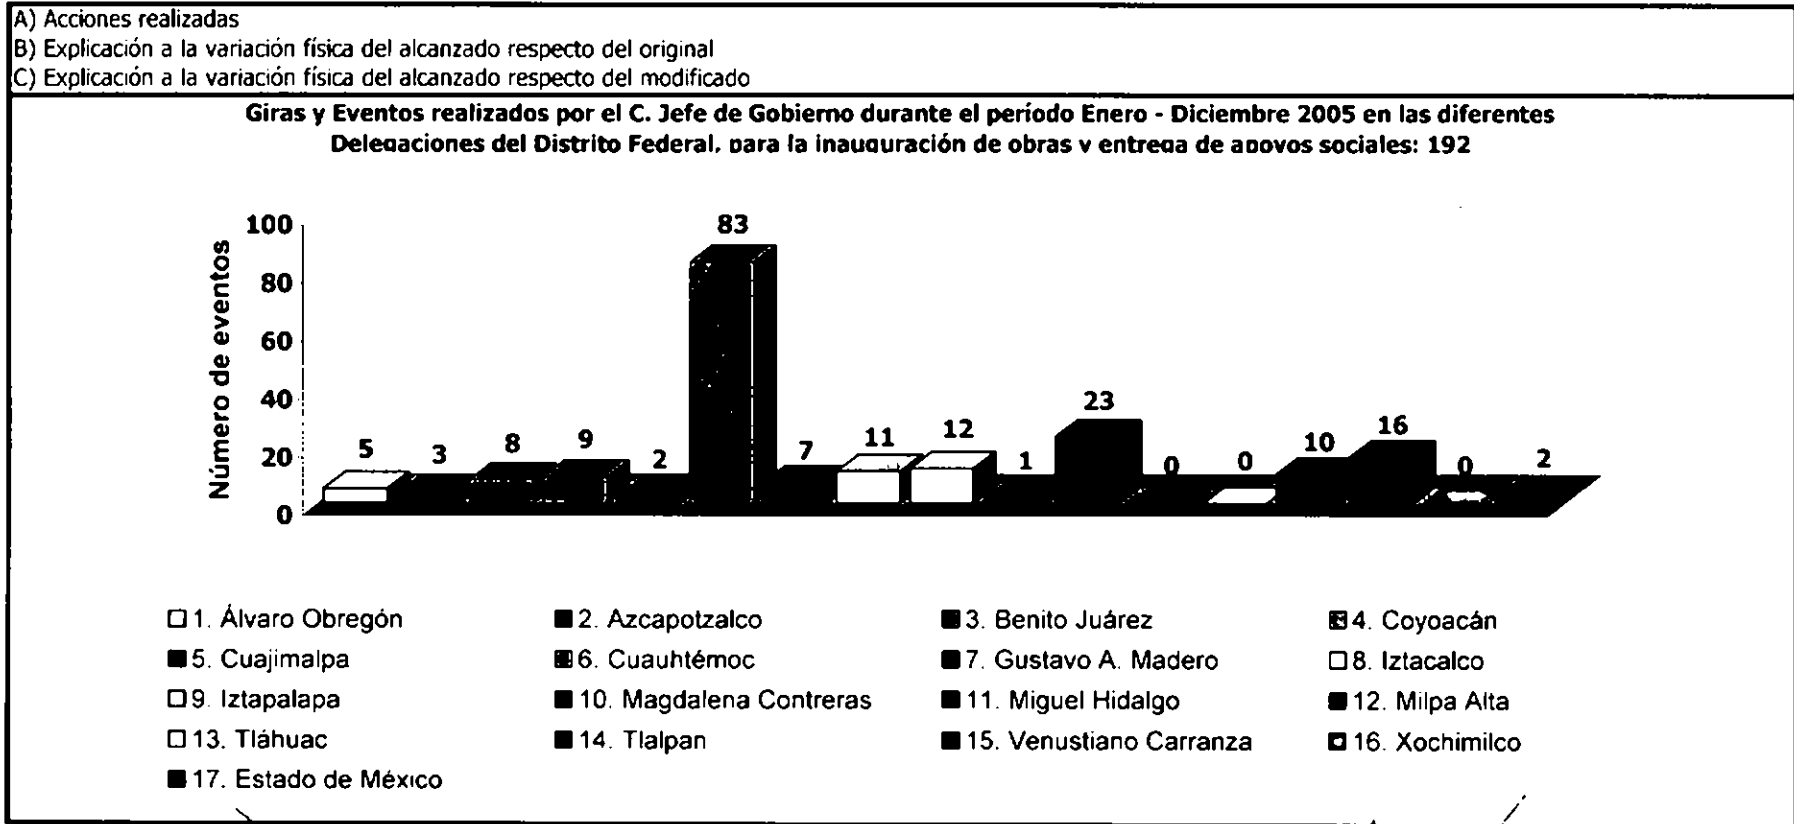 A) Acciones realizadas
B) Explicación a la variación física del alcanzado respecto del original
C) Explicación a la variación física del alcanzado respecto del modificado
Giras y Eventos realizados por el C. Jefe de Gobierno durante el período Enero - Diciembre 2005 en las diferentes
Delegaciones del Distrito Federal, para la inauguración de obras y entrega de apoyos sociales: 192
Número de eventos
100
80
60
40
20
0
5 3 8 9 2 83 7 11 12 1 23 0 0 10 16 0 2
1. Álvaro Obregón 2. Azcapotzalco 3. Benito Juárez 4. Coyoacán
5. Cuajimalpa 6. Cuauhtémoc 7. Gustavo A. Madero 8. Iztacalco
9. Iztapalapa 10. Magdalena Contreras 11. Miguel Hidalgo 12. Milpa Alta
13. Tláhuac 14. Tlalpan 15. Venustiano Carranza 16. Xochimilco
17. Estado de México